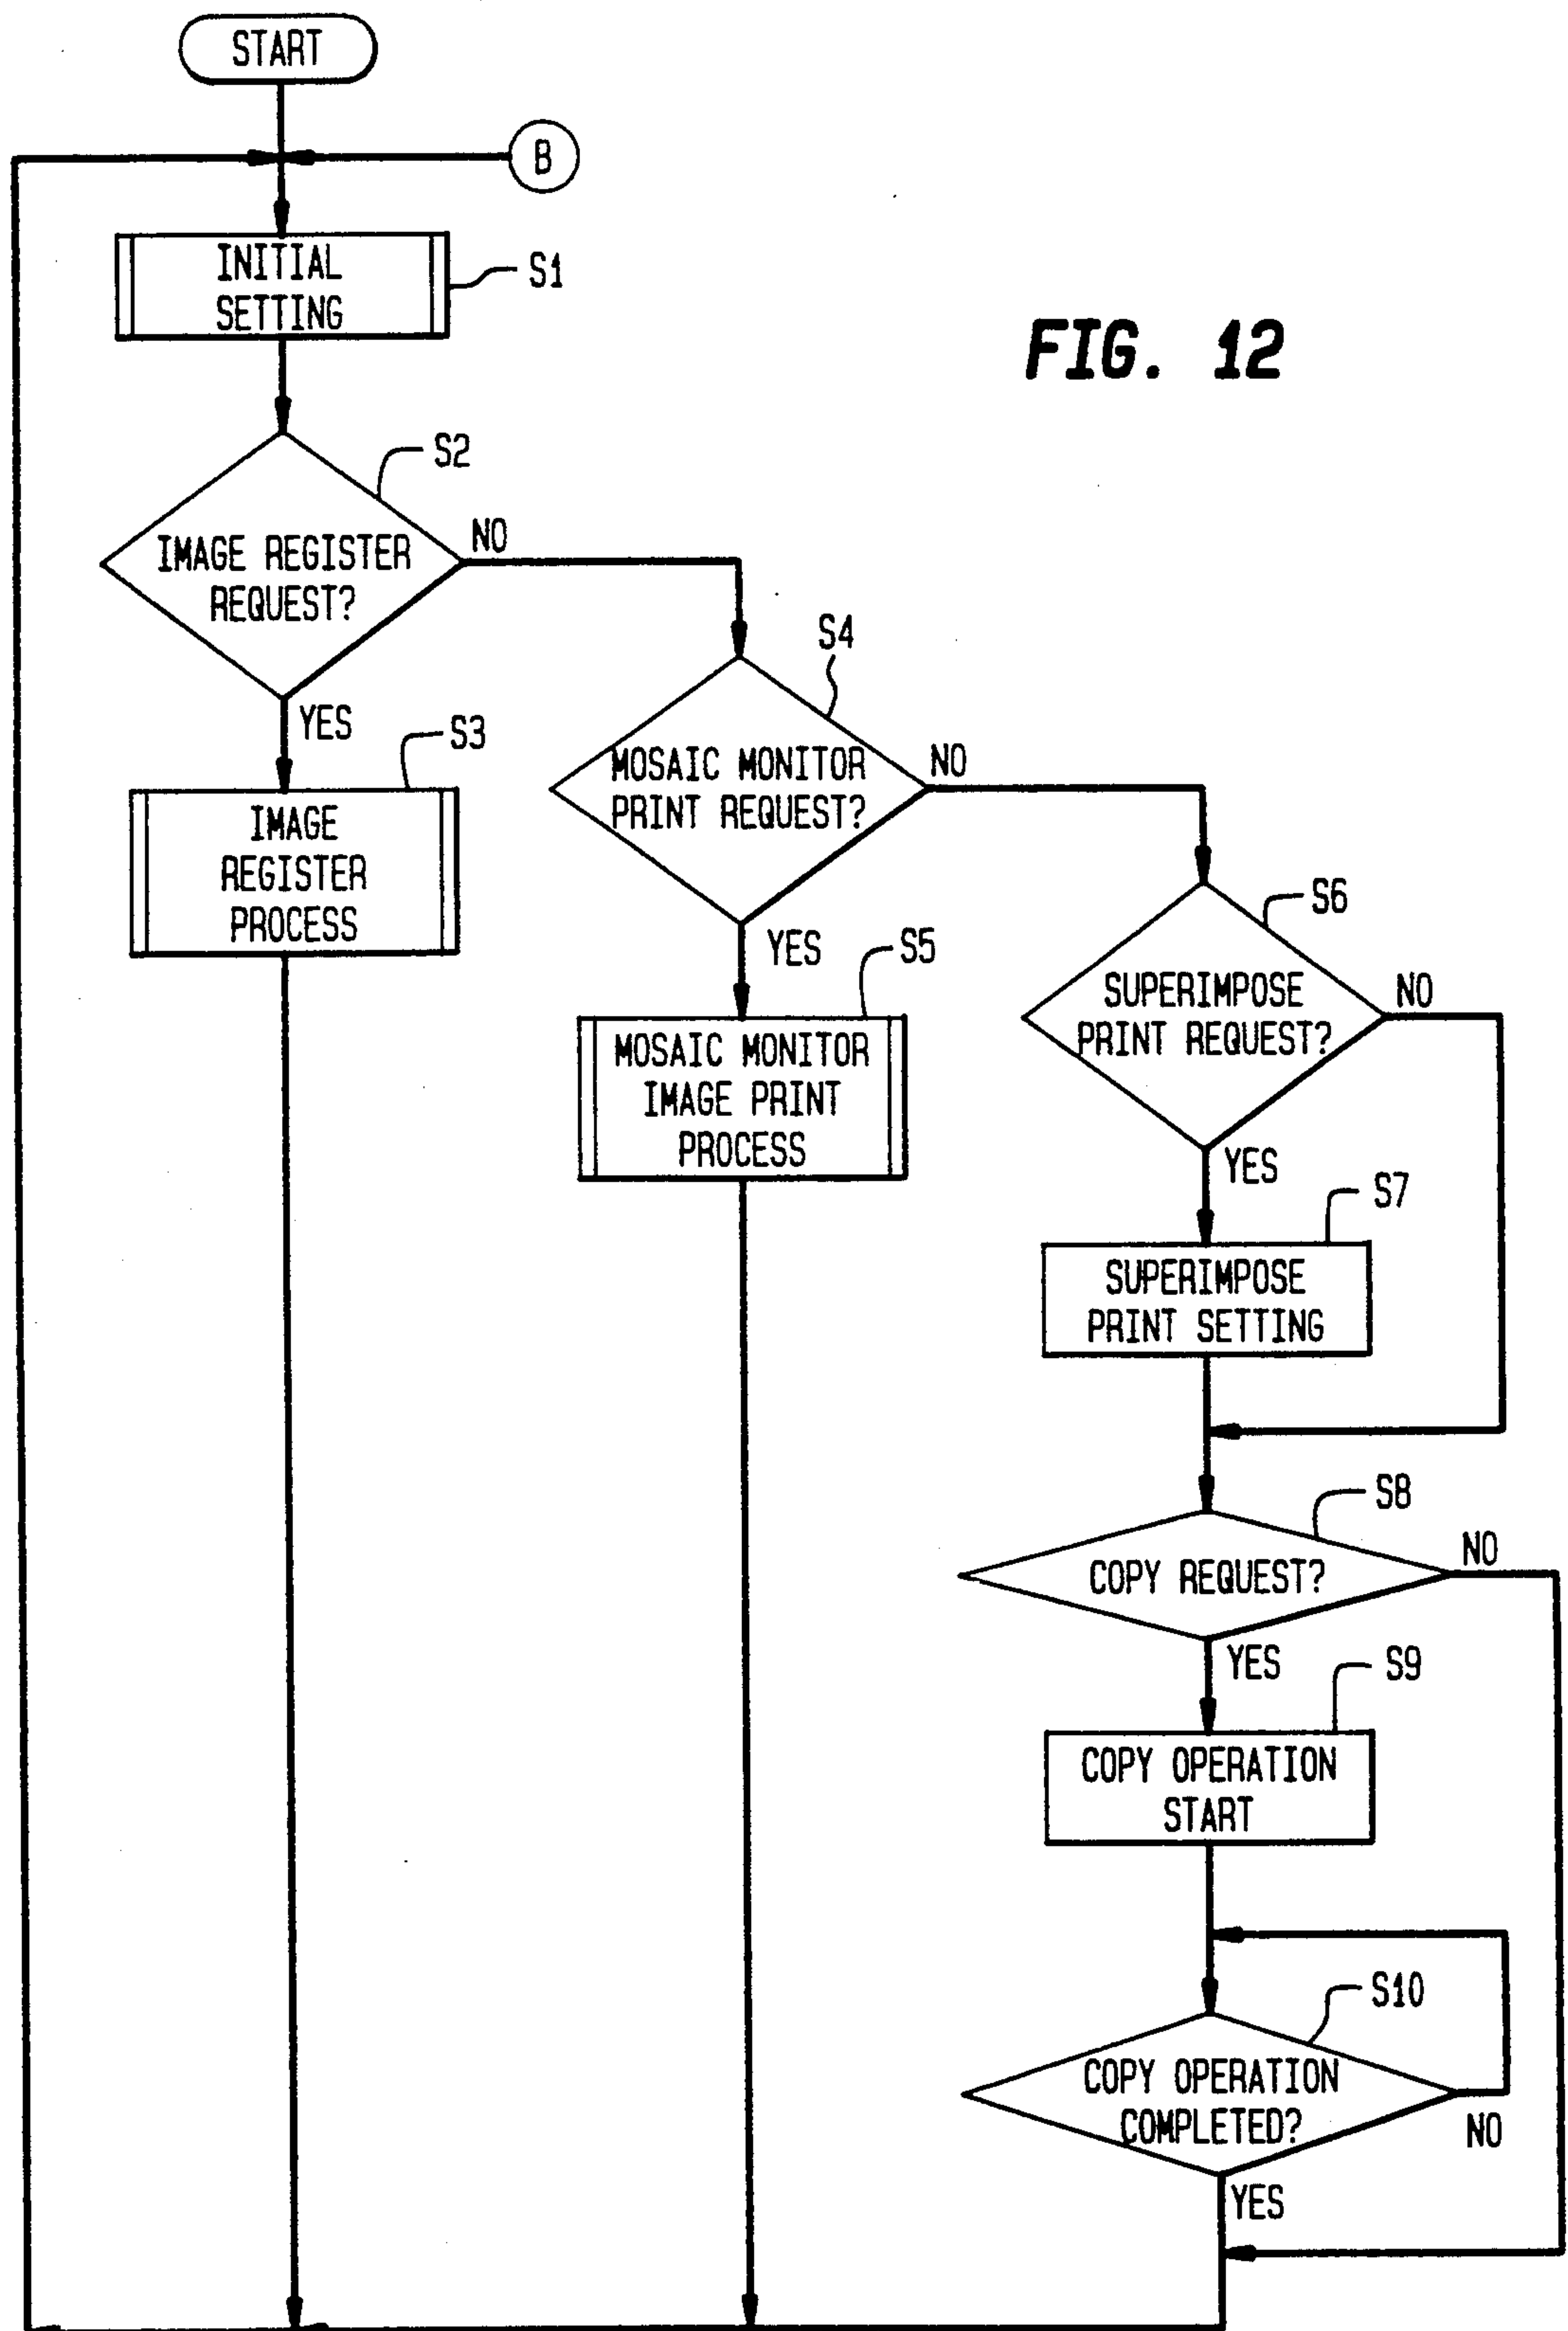 START
B
INITIAL
SETTING
S1
FIG. 12
S2
IMAGE REGISTER
REQUEST?
NO
YES
S3
IMAGE
REGISTER
PROCESS
S4
MOSAIC MONITOR
PRINT REQUEST?
NO
YES
S5
MOSAIC MONITOR
IMAGE PRINT
PROCESS
S6
SUPERIMPOSE
PRINT REQUEST?
NO
YES
S7
SUPERIMPOSE
PRINT SETTING
S8
COPY REQUEST?
NO
YES
S9
COPY OPERATION
START
S10
COPY OPERATION
COMPLETED?
NO
YES